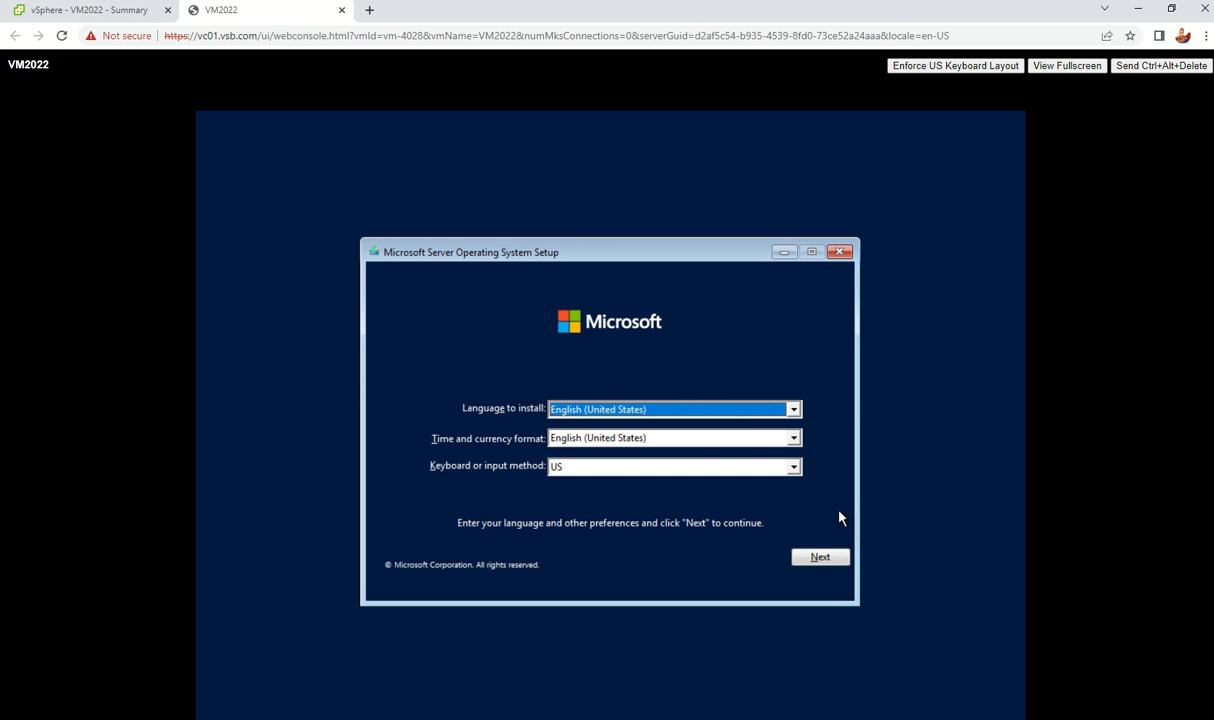 vSphere - VM2022 - Summary
VM2022
Not secure
https://vc01.vsb.com/ui/webconsole.html?vmId=vm-4028&vmName=VM2022&numMksConnections=0&serverGuid=d2af5c54-b935-4539-8fd0-73ce52a24aaa&locale=en-US
VM2022
Enforce US Keyboard Layout
View Fullscreen
Send Ctrl+Alt+Delete
Microsoft Server Operating System Setup
Microsoft
Language to install: English (United States)
Time and currency format: English (United States)
Keyboard or input method: US
Enter your language and other preferences and click "Next" to continue.
Next
© Microsoft Corporation. All rights reserved.